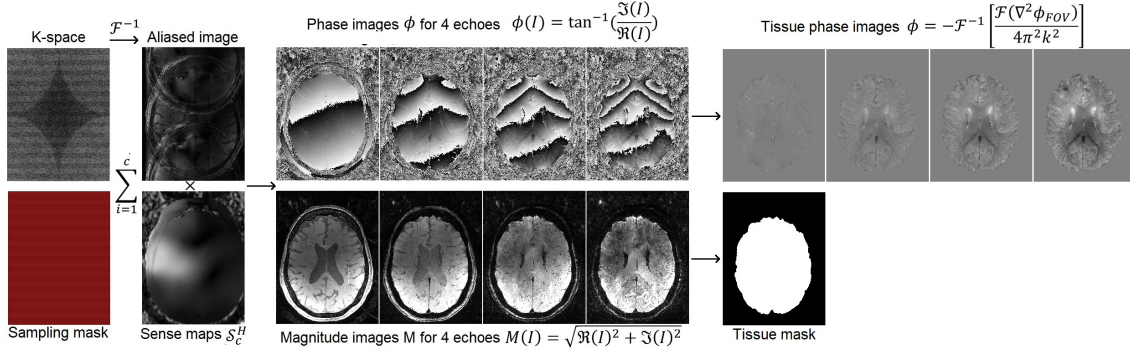 K-space
ℱ⁻¹
Aliased image
Phase images ϕ for 4 echoes ϕ(I) = tan⁻¹(ℑ(I)/ℜ(I))
Tissue phase images ϕ = −ℱ⁻¹[ℱ(∇²ϕ_FOV)/4π²k²]
∑_{i=1}^{c}
×
Sampling mask
Sense maps 𝒮_c^H
Magnitude images M for 4 echoes M(I) = √(ℜ(I)² + ℑ(I)²)
Tissue mask